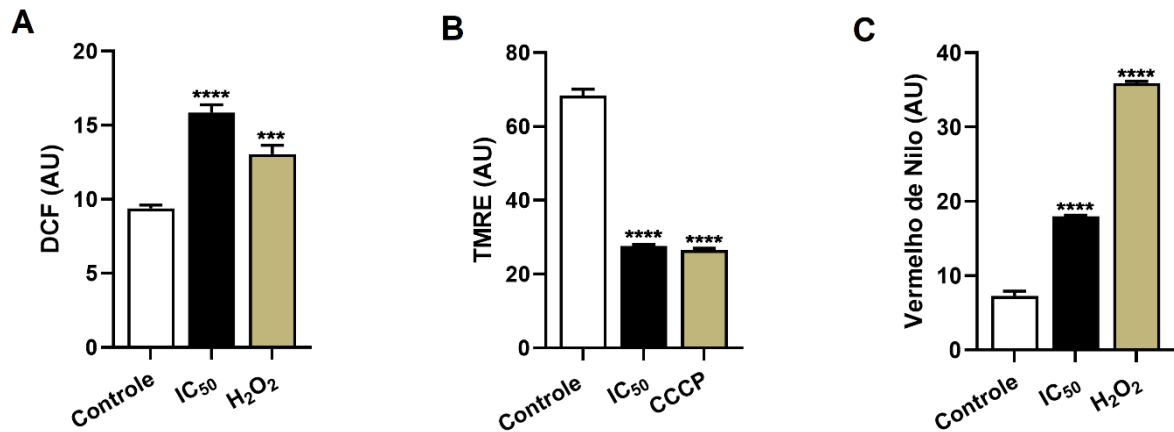 A
DCF (AU)
20
15
10
5
0
****
***
Controle
IC₅₀
H₂O₂
B
TMRE (AU)
80
60
40
20
0
****
****
Controle
IC₅₀
CCCP
C
Vermelho de Nilo (AU)
40
30
20
10
0
****
****
Controle
IC₅₀
H₂O₂